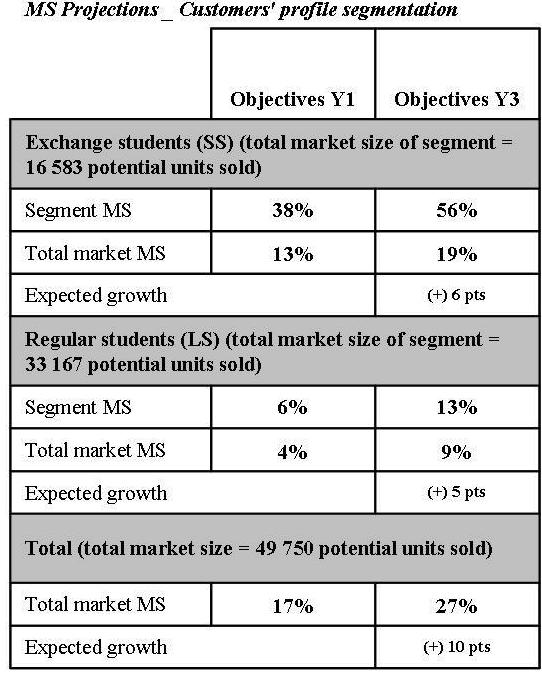 MS Projections _ Customers' profile segmentation
Objectives Y1 Objectives Y3
Exchange students (SS) (total market size of segment =
16 583 potential units sold)
Segment MS 38% 56%
Total market MS 13% 19%
Expected growth (+) 6 pts
Regular students (LS) (total market size of segment =
33 167 potential units sold)
Segment MS 6% 13%
Total market MS 4% 9%
Expected growth (+) 5 pts
Total (total market size = 49 750 potential units sold)
Total market MS 17% 27%
Expected growth (+) 10 pts